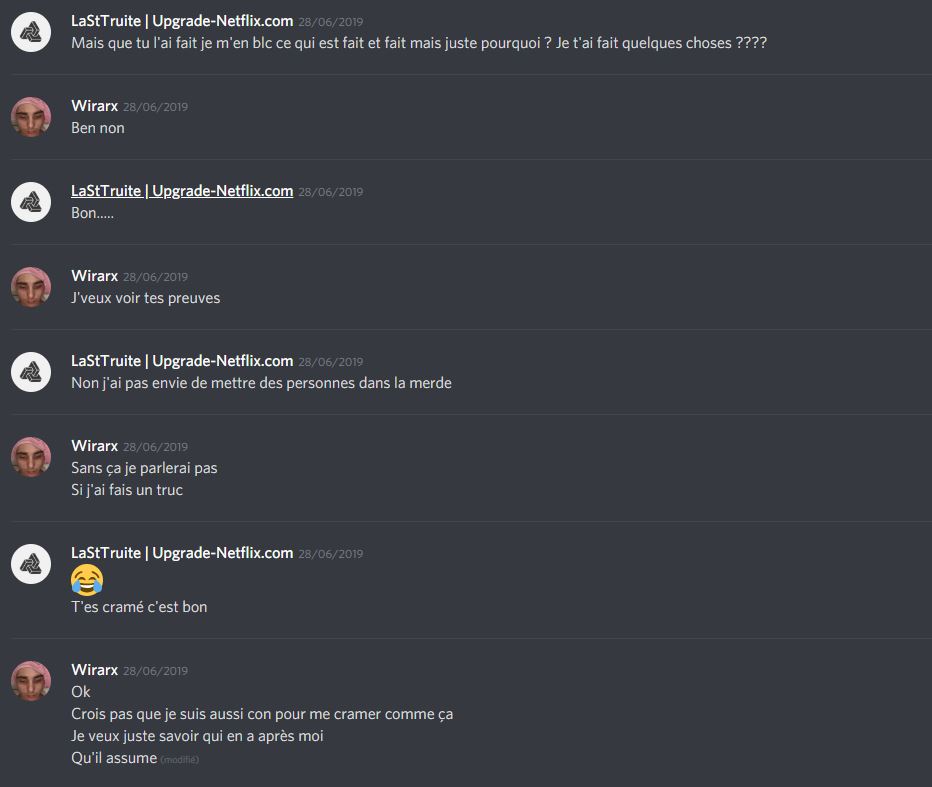 LaStTruite | Upgrade-Netflix.com 28/06/2019
Mais que tu l'ai fait je m'en blc ce qui est fait et fait mais juste pourquoi ? Je t'ai fait quelques choses ????
Wirarx 28/06/2019
Ben non
LaStTruite | Upgrade-Netflix.com 28/06/2019
Bon.....
Wirarx 28/06/2019
J'veux voir tes preuves
LaStTruite | Upgrade-Netflix.com 28/06/2019
Non j'ai pas envie de mettre des personnes dans la merde
Wirarx 28/06/2019
Sans ça je parlerai pas
Si j'ai fais un truc
LaStTruite | Upgrade-Netflix.com 28/06/2019
😂
T'es cramé c'est bon
Wirarx 28/06/2019
Ok
Crois pas que je suis aussi con pour me cramer comme ça
Je veux juste savoir qui en a après moi
Qu'il assume (modifié)